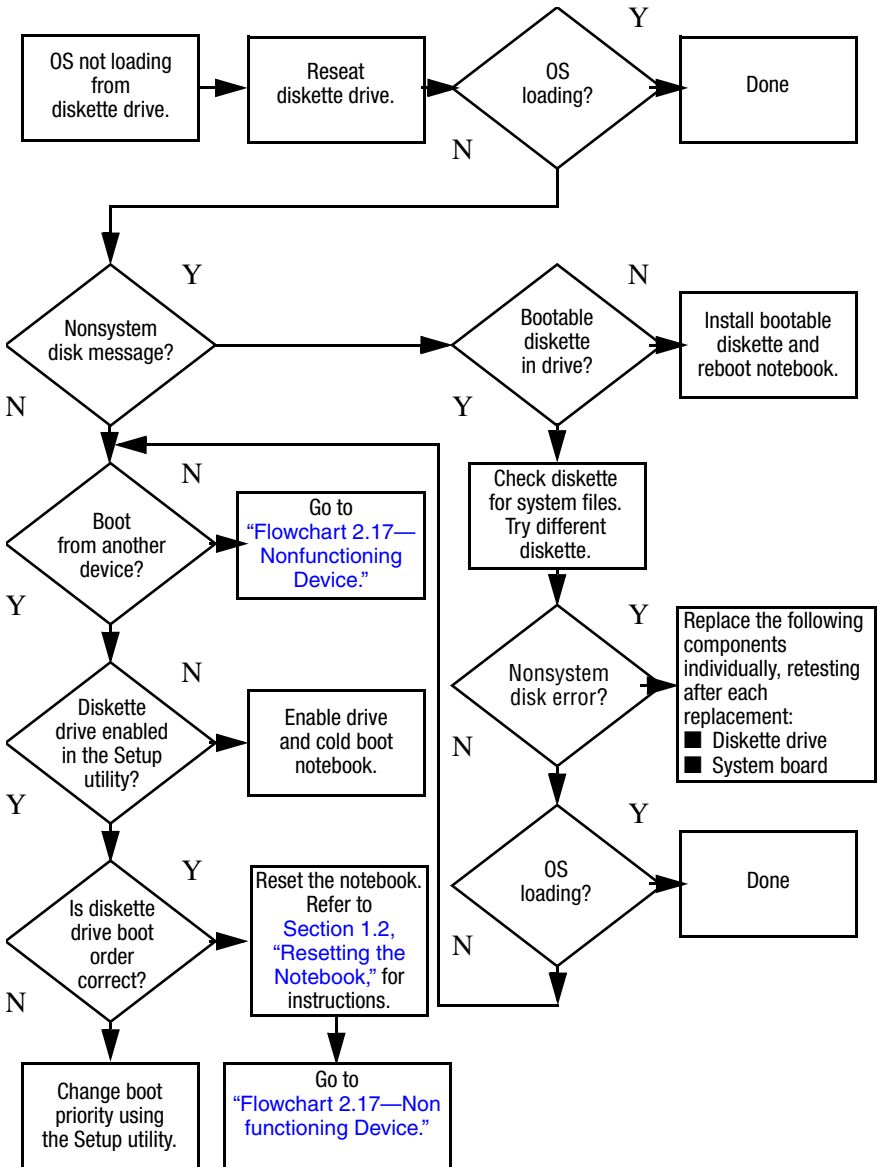 OS not loading
from
diskette drive.
Reseat
diskette drive.
OS
loading?
Y
N
Done
Nonsystem
disk message?
Y
N
Bootable
diskette
in drive?
N
Y
Install bootable
diskette and
reboot notebook.
Boot
from another
device?
N
Y
Go to
“Flowchart 2.17—
Nonfunctioning
Device.”
Check diskette
for system files.
Try different
diskette.
Nonsystem
disk error?
Y
N
Replace the following
components
individually, retesting
after each
replacement:
■ Diskette drive
■ System board
Diskette
drive enabled
in the Setup
utility?
N
Y
Enable drive
and cold boot
notebook.
OS
loading?
Y
N
Done
Is diskette
drive boot
order
correct?
Y
N
Reset the notebook.
Refer to
Section 1.2,
“Resetting the
Notebook,” for
instructions.
Change boot
priority using
the Setup utility.
Go to
“Flowchart 2.17—Non
functioning Device.”